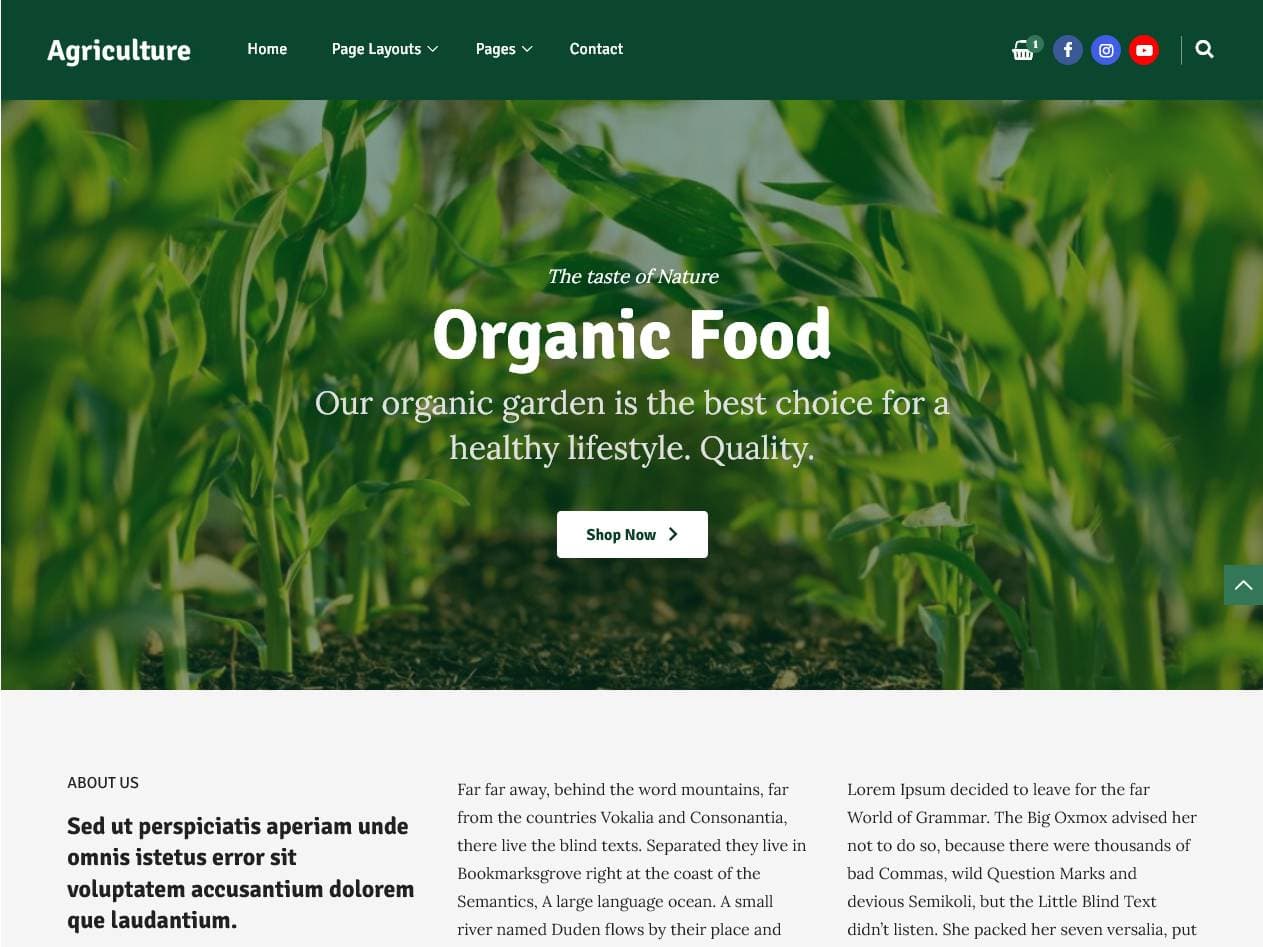 Agriculture
Home
Page Layouts
Pages
Contact
1
The taste of Nature
Organic Food
Our organic garden is the best choice for a
healthy lifestyle. Quality.
Shop Now
ABOUT US
Sed ut perspiciatis aperiam unde
omnis istetus error sit
voluptatem accusantium dolorem
que laudantium.
Far far away, behind the word mountains, far
from the countries Vokalia and Consonantia,
there live the blind texts. Separated they live in
Bookmarksgrove right at the coast of the
Semantics, A large language ocean. A small
river named Duden flows by their place and
Lorem Ipsum decided to leave for the far
World of Grammar. The Big Oxmox advised her
not to do so, because there were thousands of
bad Commas, wild Question Marks and
devious Semikoli, but the Little Blind Text
didn’t listen. She packed her seven versalia, put